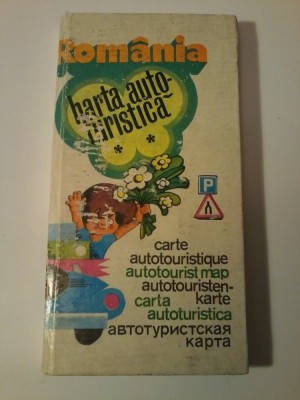 România
harta auto-
turistică
* *
P
carte
autotouristique
autotourist map
autotouristen-
karte
carta
autoturistica
автотуристская
карта